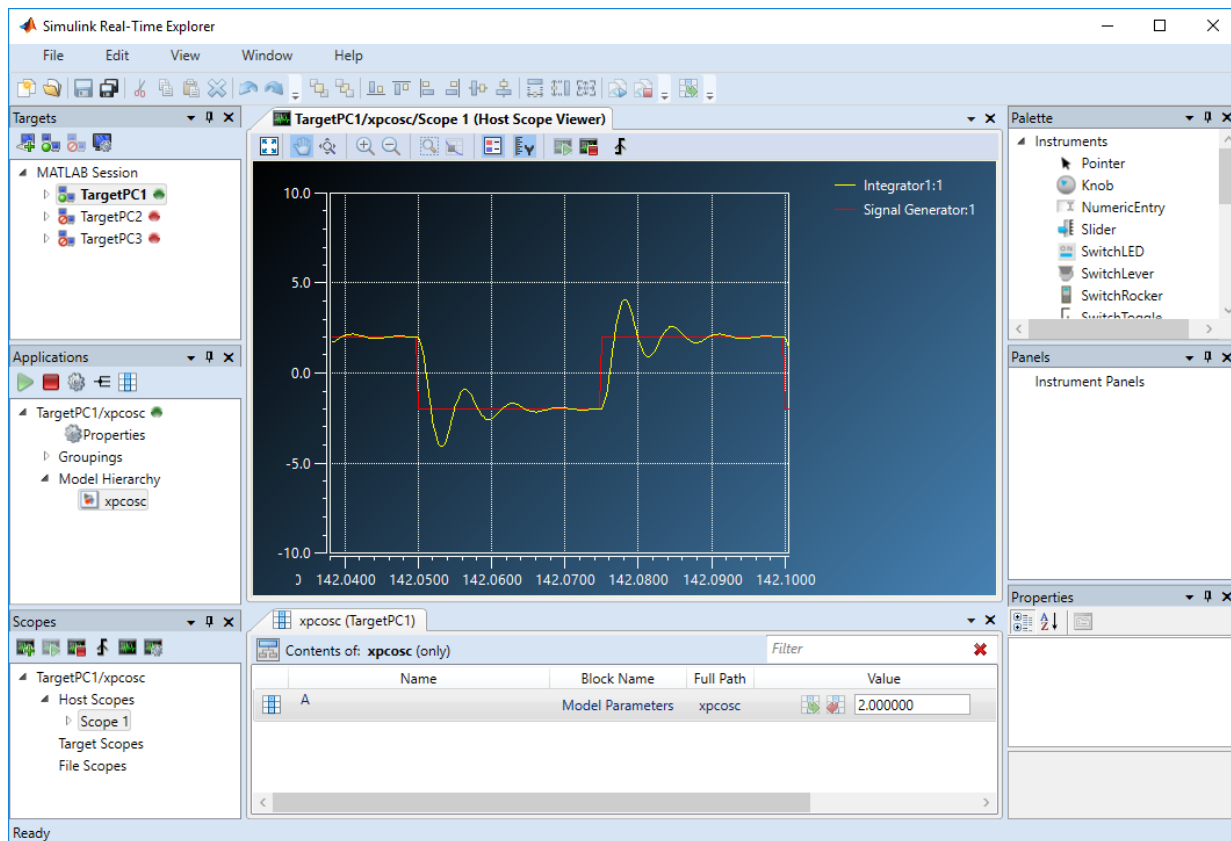 Simulink Real-Time Explorer
File Edit View Window Help
Targets
MATLAB Session
TargetPC1
TargetPC2
TargetPC3
Applications
TargetPC1/xpcosc
Properties
Groupings
Model Hierarchy
xpcosc
Scopes
TargetPC1/xpcosc
Host Scopes
Scope 1
Target Scopes
File Scopes
TargetPC1/xpcosc/Scope 1 (Host Scope Viewer)
Integrator1:1
Signal Generator:1
10.0
5.0
0.0
-5.0
-10.0
142.0400 142.0500 142.0600 142.0700 142.0800 142.0900 142.1000
xpcosc (TargetPC1)
Contents of: xpcosc (only) Filter
Name Block Name Full Path Value
A Model Parameters xpcosc 2.000000
Palette
Instruments
Pointer
Knob
NumericEntry
Slider
SwitchLED
SwitchLever
SwitchRocker
SwitchToggle
Panels
Instrument Panels
Properties
Ready